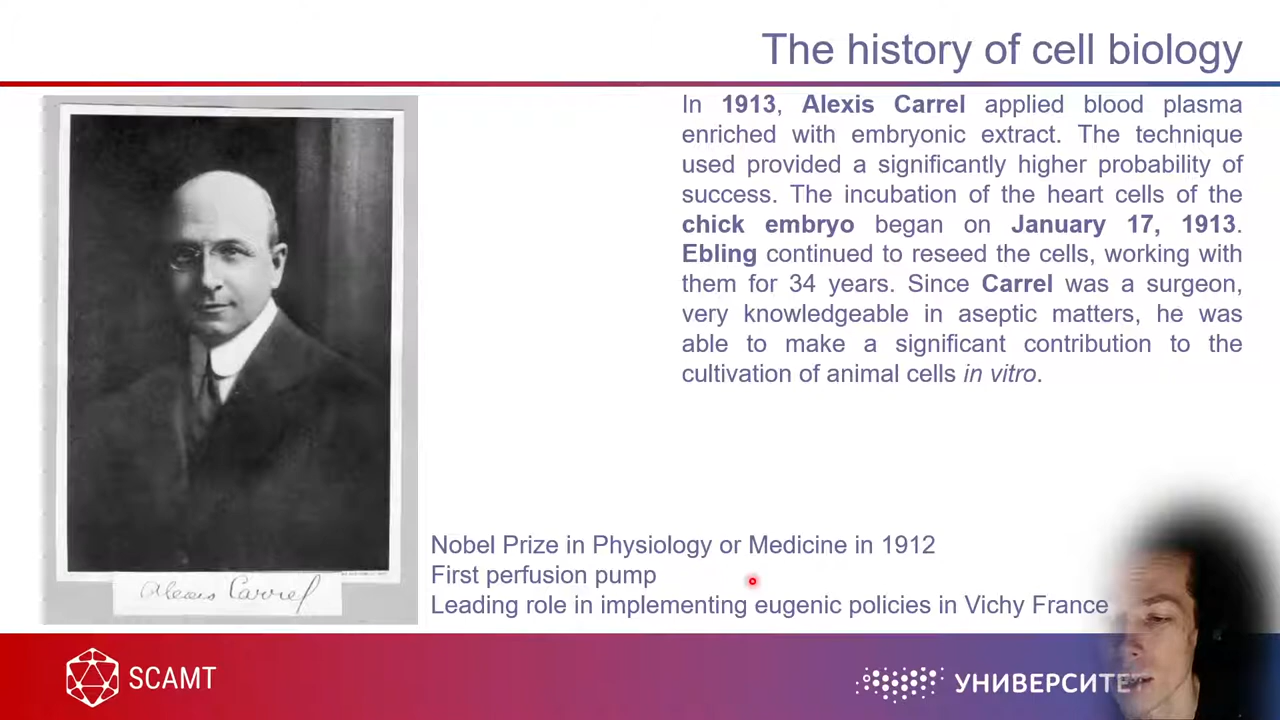 The history of cell biology
In 1913, Alexis Carrel applied blood plasma
enriched with embryonic extract. The technique
used provided a significantly higher probability of
success. The incubation of the heart cells of the
chick embryo began on January 17, 1913.
Ebling continued to reseed the cells, working with
them for 34 years. Since Carrel was a surgeon,
very knowledgeable in aseptic matters, he was
able to make a significant contribution to the
cultivation of animal cells in vitro.
Alexis Carrel
Nobel Prize in Physiology or Medicine in 1912
First perfusion pump
Leading role in implementing eugenic policies in Vichy France
SCAMT
УНИВЕРСИТЕТ